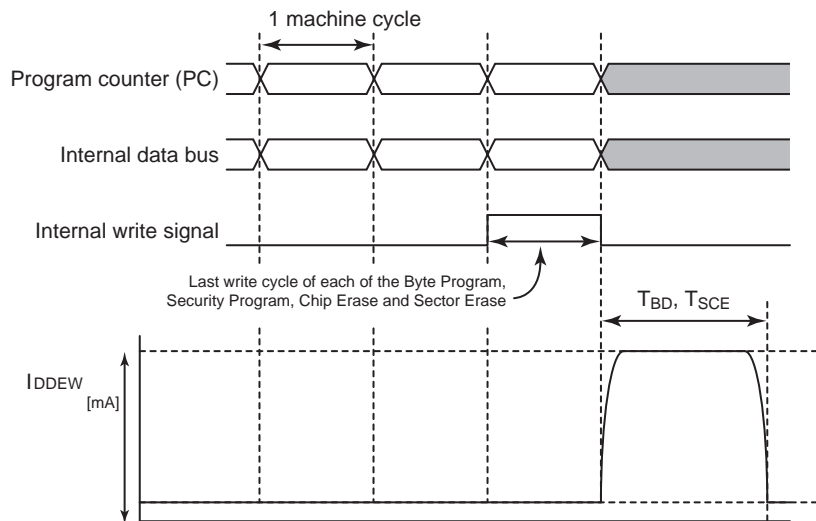 1 machine cycle
Program counter (PC)
Internal data bus
Internal write signal
Last write cycle of each of the Byte Program,
Security Program, Chip Erase and Sector Erase
TBD, TSCE
IDDEW
[mA]